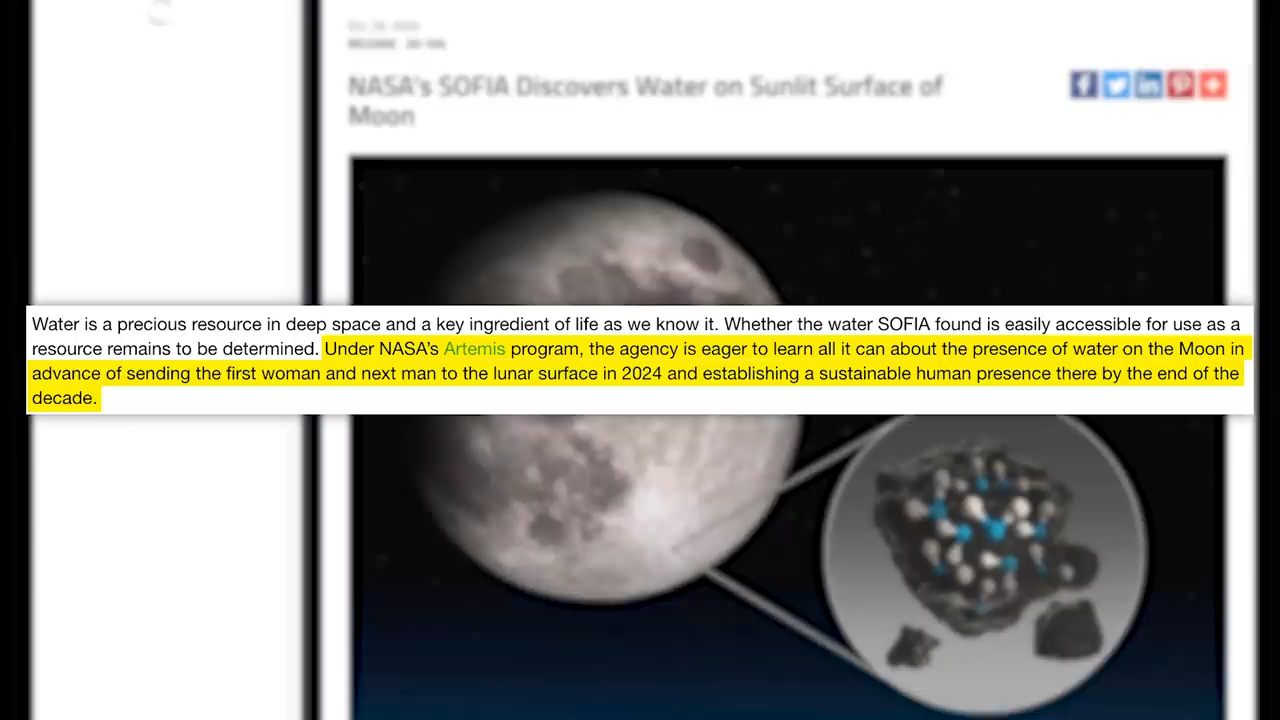 NASA's SOFIA Discovers Water on Sunlit Surface of
Moon
Water is a precious resource in deep space and a key ingredient of life as we know it. Whether the water SOFIA found is easily accessible for use as a
resource remains to be determined. Under NASA's Artemis program, the agency is eager to learn all it can about the presence of water on the Moon in
advance of sending the first woman and next man to the lunar surface in 2024 and establishing a sustainable human presence there by the end of the
decade.